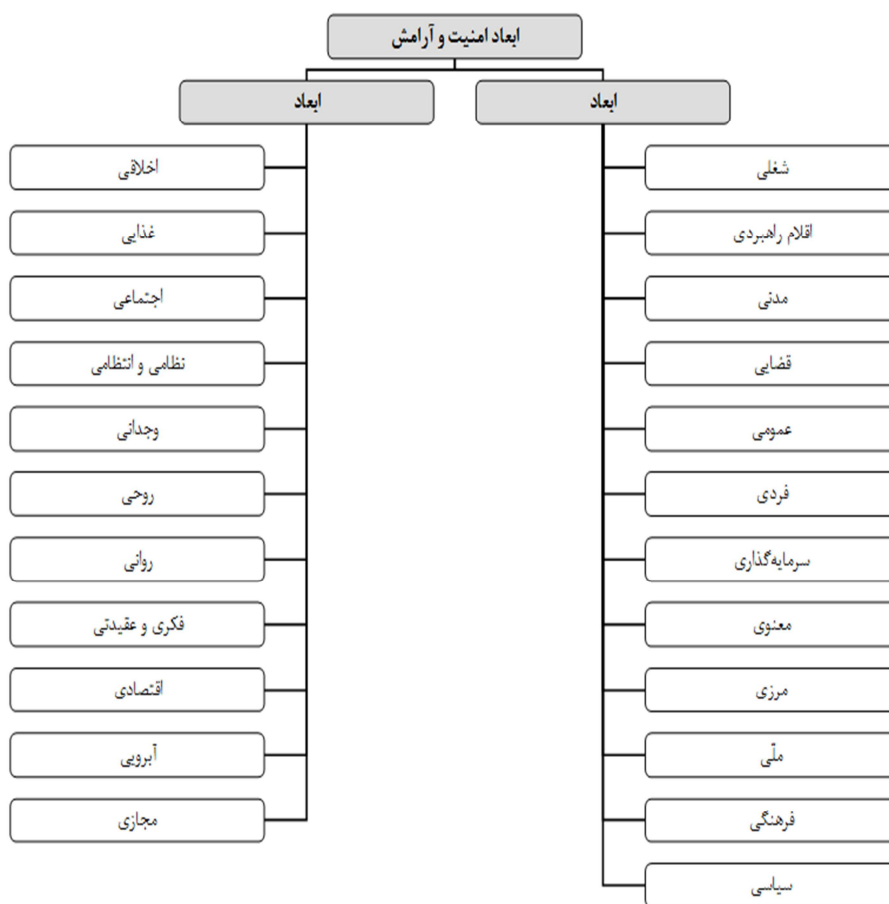 ابعاد امنیت و آرامش
ابعاد
شغلی
اقلام راهبردی
مدنی
قضایی
عمومی
فردی
سرمایه‌گذاری
معنوی
مرزی
ملّی
فرهنگی
سیاسی
ابعاد
اخلاقی
غذایی
اجتماعی
نظامی و انتظامی
وجدانی
روحی
روانی
فکری و عقیدتی
اقتصادی
آبرویی
مجازی